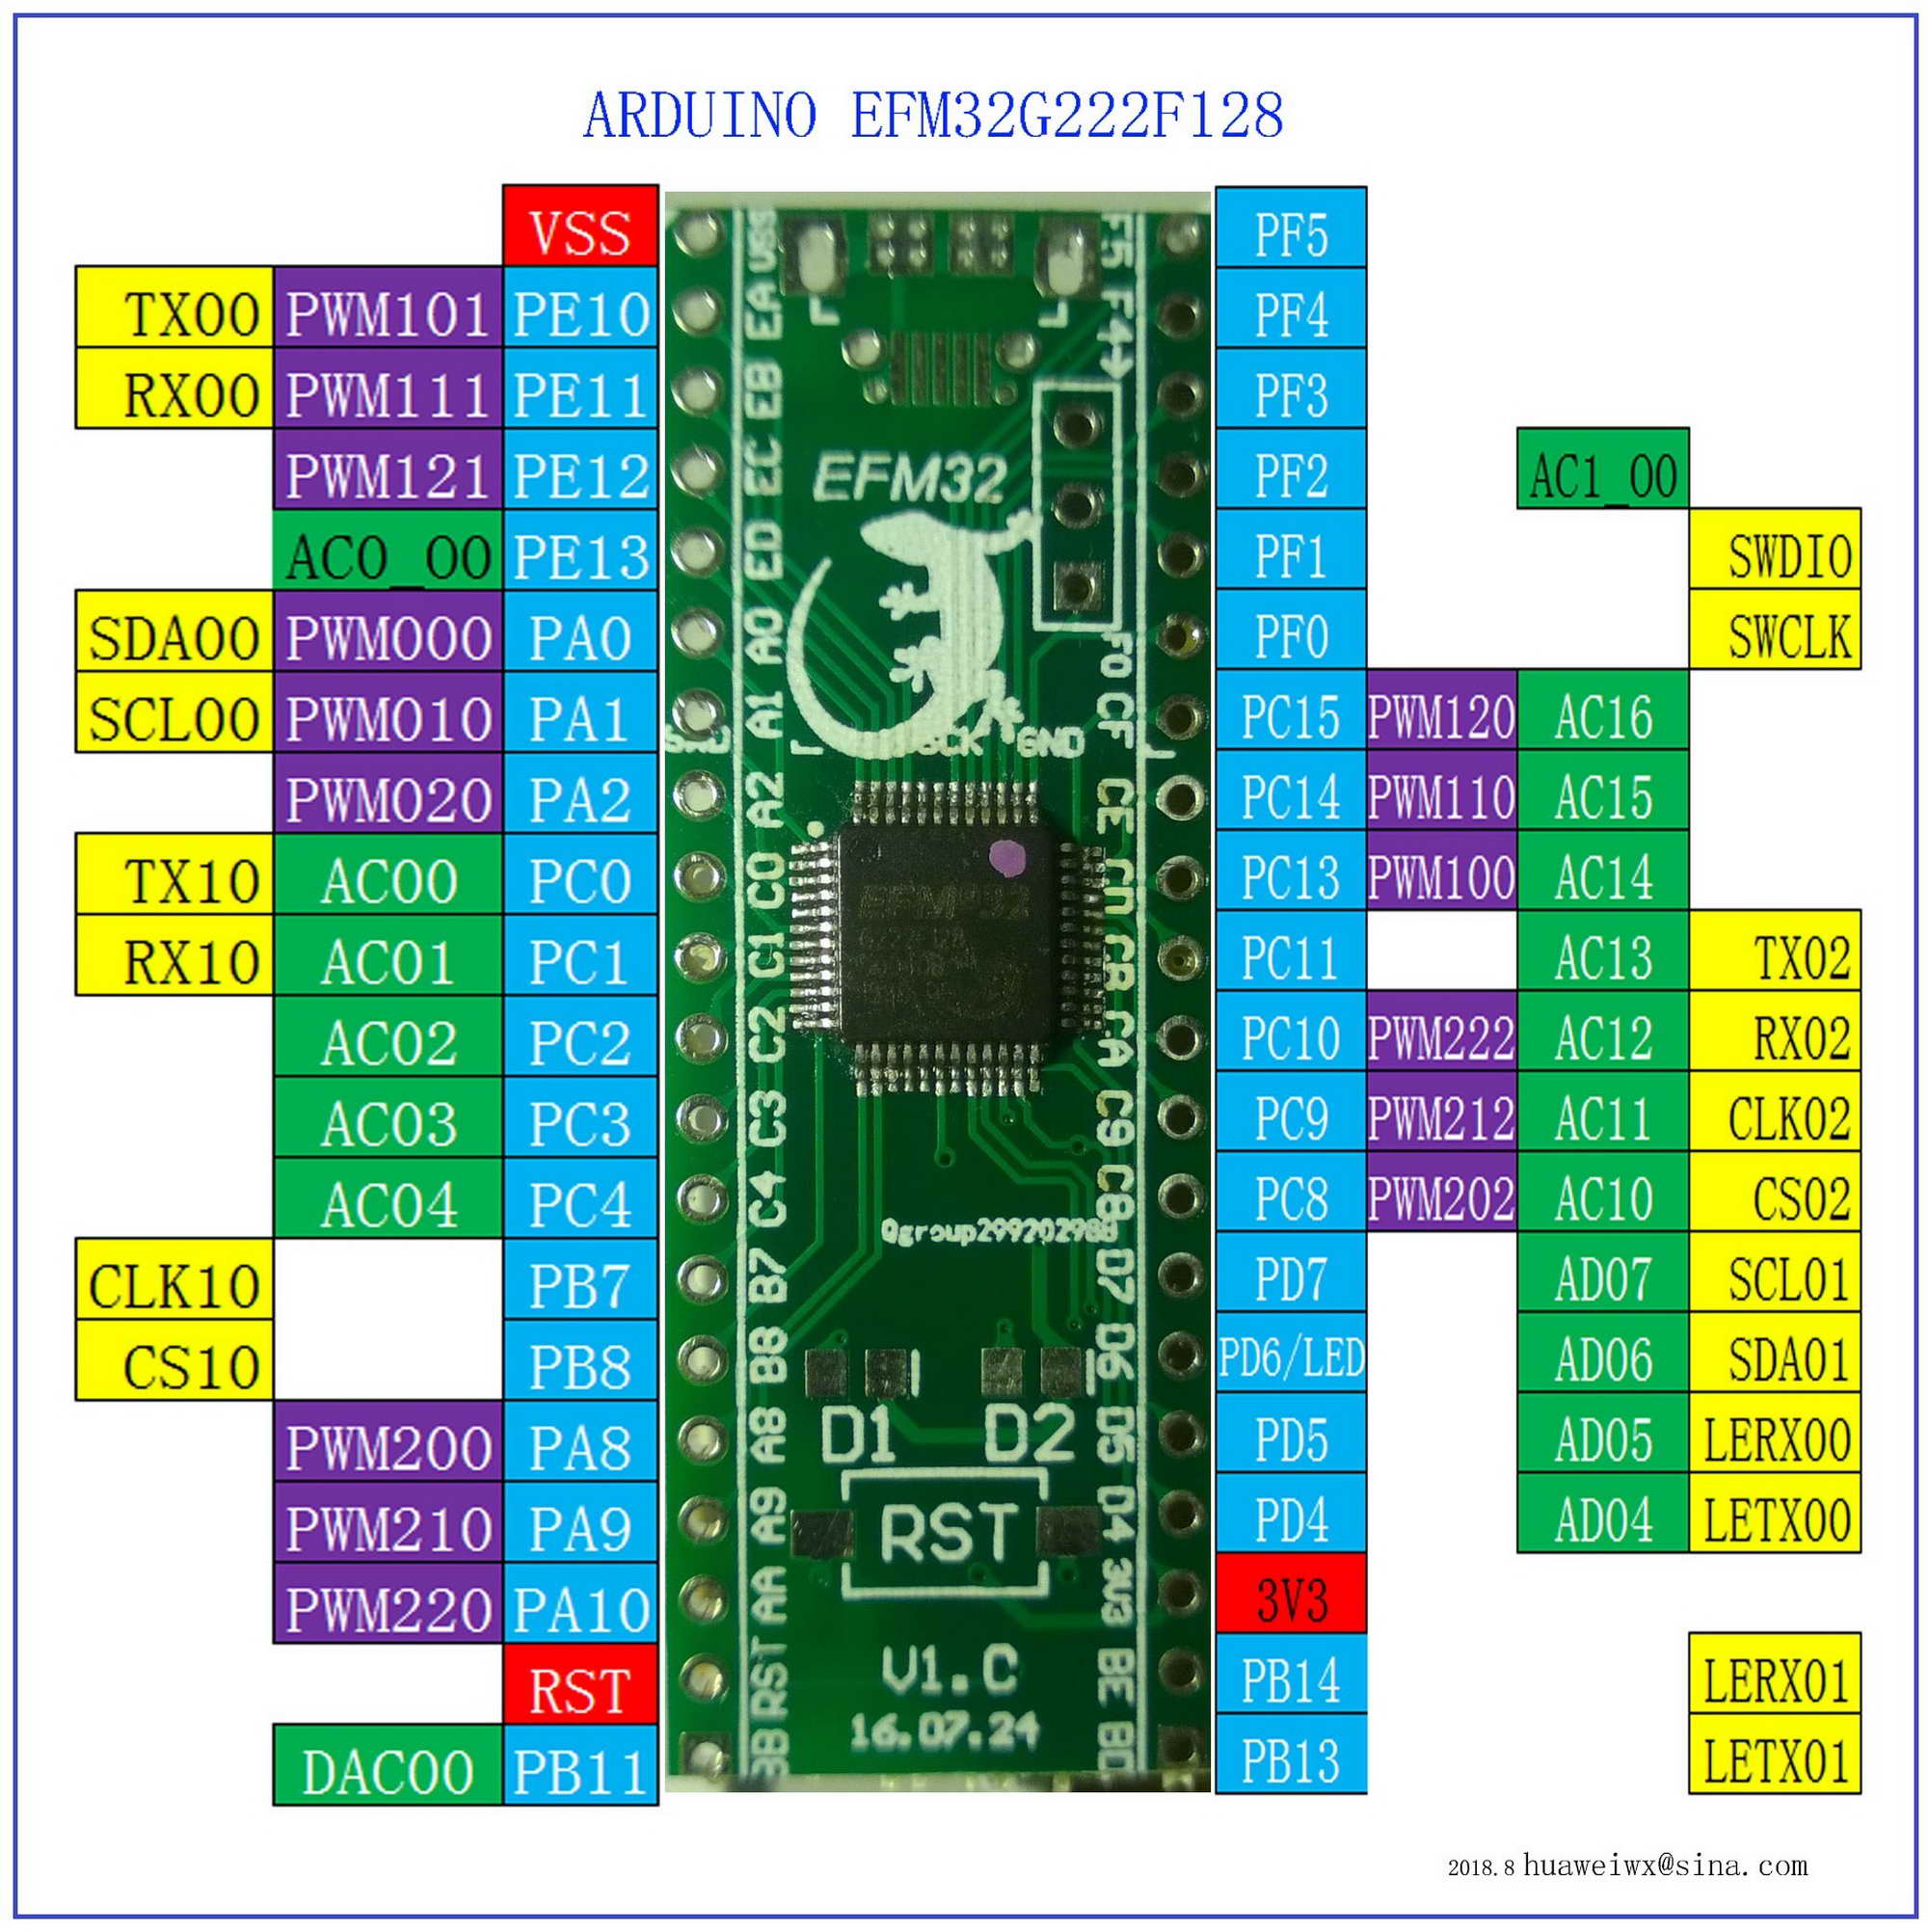 ARDUINO EFM32G222F128
VSS PF5
TX00 PWM101 PE10 PF4
RX00 PWM111 PE11 PF3
PWM121 PE12 PF2 AC1_00
AC0_00 PE13 PF1 SWDIO
SDA00 PWM000 PA0 PF0 SWCLK
SCL00 PWM010 PA1 PC15 PWM120 AC16
PWM020 PA2 PC14 PWM110 AC15
TX10 AC00 PC0 PC13 PWM100 AC14
RX10 AC01 PC1 PC11 AC13 TX02
AC02 PC2 PC10 PWM222 AC12 RX02
AC03 PC3 PC9 PWM212 AC11 CLK02
AC04 PC4 PC8 PWM202 AC10 CS02
CLK10 PB7 PD7 AD07 SCL01
CS10 PB8 PD6/LED AD06 SDA01
PWM200 PA8 PD5 AD05 LERX00
PWM210 PA9 PD4 AD04 LETX00
PWM220 PA10 3V3
RST PB14 LERX01
DAC00 PB11 PB13 LETX01
VSS EA EB EC ED A0 A1 A2 C0 C1 C2 C3 C4 B7 B8 A8 A9 AA RST BB
F5 F4
F0 CF CE CD CB CA C9 C8 D7 D6 D5 D4 3V3 BE BD
EFM32
GND
EFM32
Qgroup299202988
D1 D2
RST
V1.C
16.07.24
2018.8 huaweiwx@sina.com